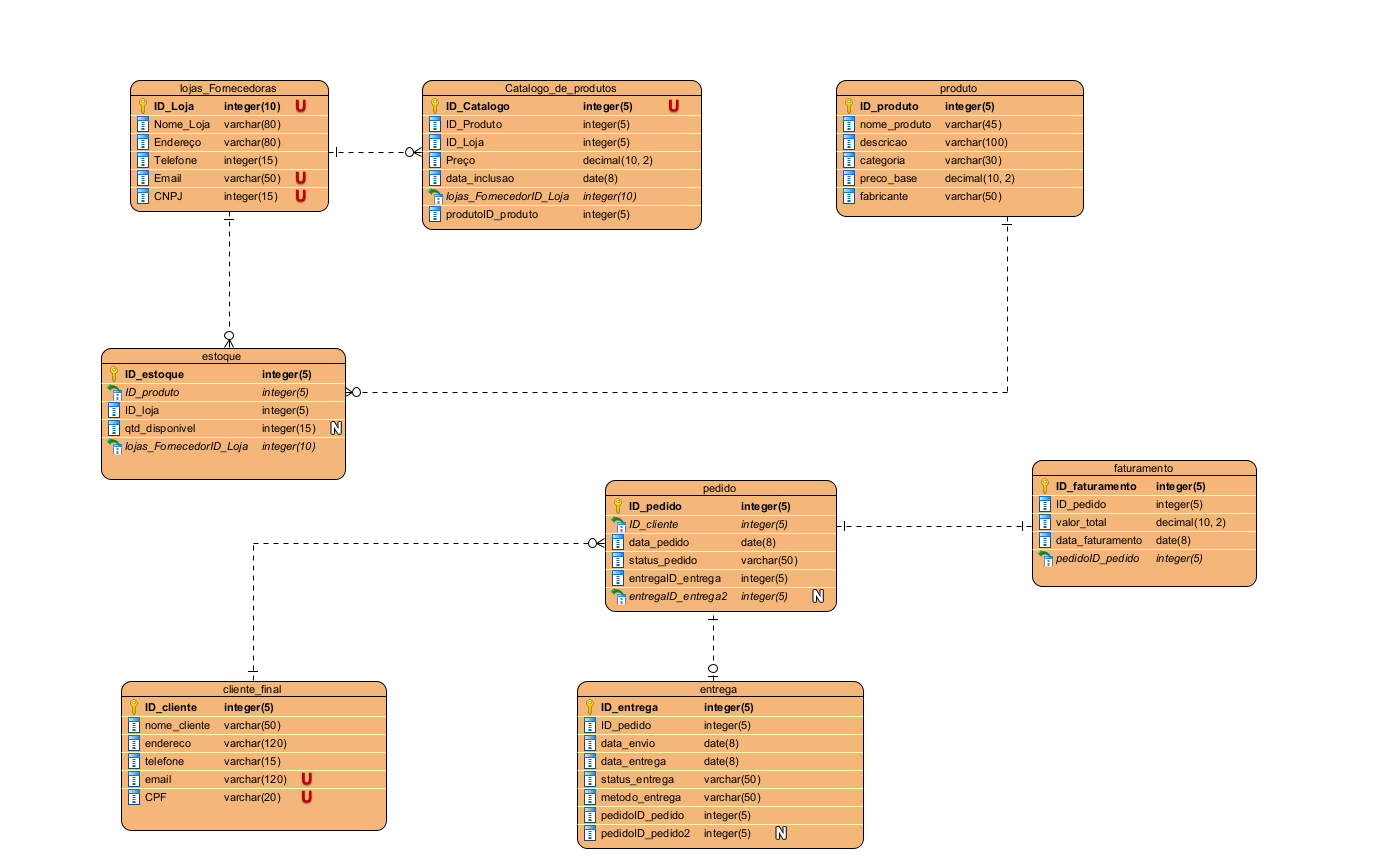 lojas_Fornecedoras
ID_Loja integer(10) U
Nome_Loja varchar(80)
Endereço varchar(80)
Telefone integer(15)
Email varchar(50) U
CNPJ integer(15) U
Catalogo_de_produtos
ID_Catalogo integer(5) U
ID_Produto integer(5)
ID_Loja integer(5)
Preço decimal(10, 2)
data_inclusao date(8)
lojas_FornecedorID_Loja integer(10)
produtoID_produto integer(5)
produto
ID_produto integer(5)
nome_produto varchar(45)
descricao varchar(100)
categoria varchar(30)
preco_base decimal(10, 2)
fabricante varchar(50)
estoque
ID_estoque integer(5)
ID_produto integer(5)
ID_loja integer(5)
qtd_disponivel integer(15) N
lojas_FornecedorID_Loja integer(10)
pedido
ID_pedido integer(5)
ID_cliente integer(5)
data_pedido date(8)
status_pedido varchar(50)
entregaID_entrega integer(5)
entregaID_entrega2 integer(5) N
faturamento
ID_faturamento integer(5)
ID_pedido integer(5)
valor_total decimal(10, 2)
data_faturamento date(8)
pedidoID_pedido integer(5)
cliente_final
ID_cliente integer(5)
nome_cliente varchar(50)
endereco varchar(120)
telefone varchar(15)
email varchar(120) U
CPF varchar(20) U
entrega
ID_entrega integer(5)
ID_pedido integer(5)
data_envio date(8)
data_entrega date(8)
status_entrega varchar(50)
metodo_entrega varchar(50)
pedidoID_pedido integer(5)
pedidoID_pedido2 integer(5) N